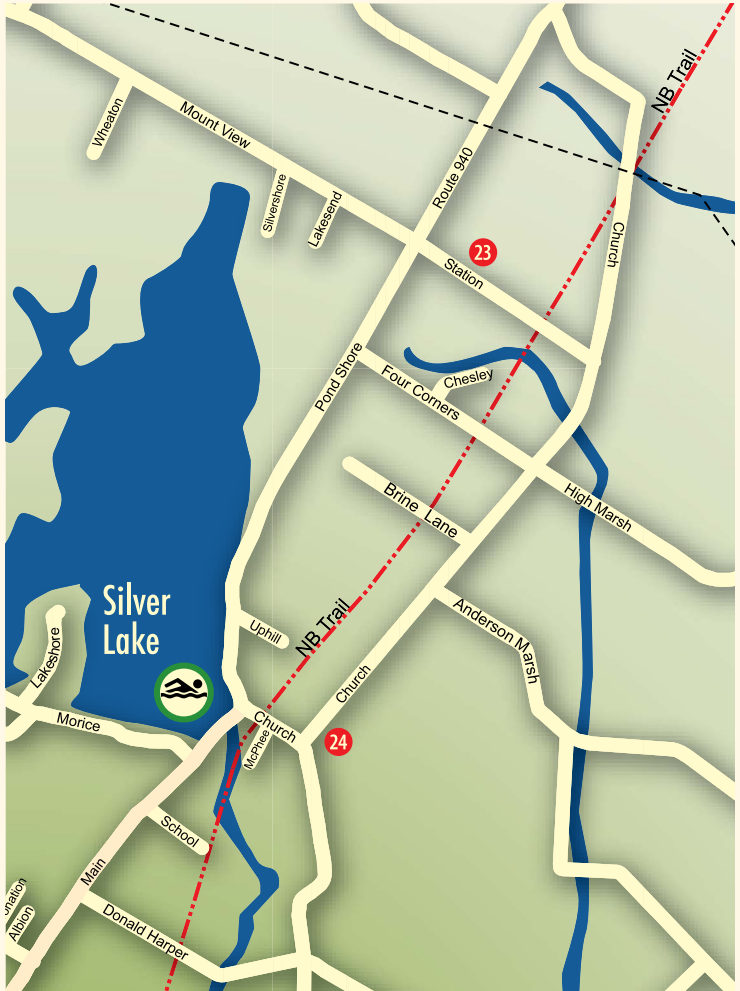 NB Trail
Wheaton
Mount View
Route 940
Silvershore
Lakesend
Church
23
Station
Pond Shore
Chesley
Four Corners
Brine Lane
High Marsh
Silver
Lake
NB Trail
Anderson Marsh
Uphill
Lakeshore
Church
Morice
Church
McPhee
24
School
Main
onation
Albion
Donald Harper